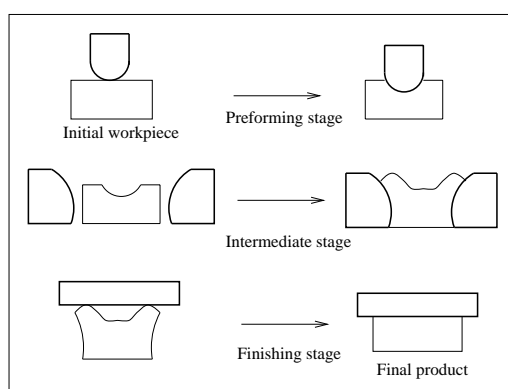 Initial workpiece
Preforming stage
Intermediate stage
Finishing stage
Final product